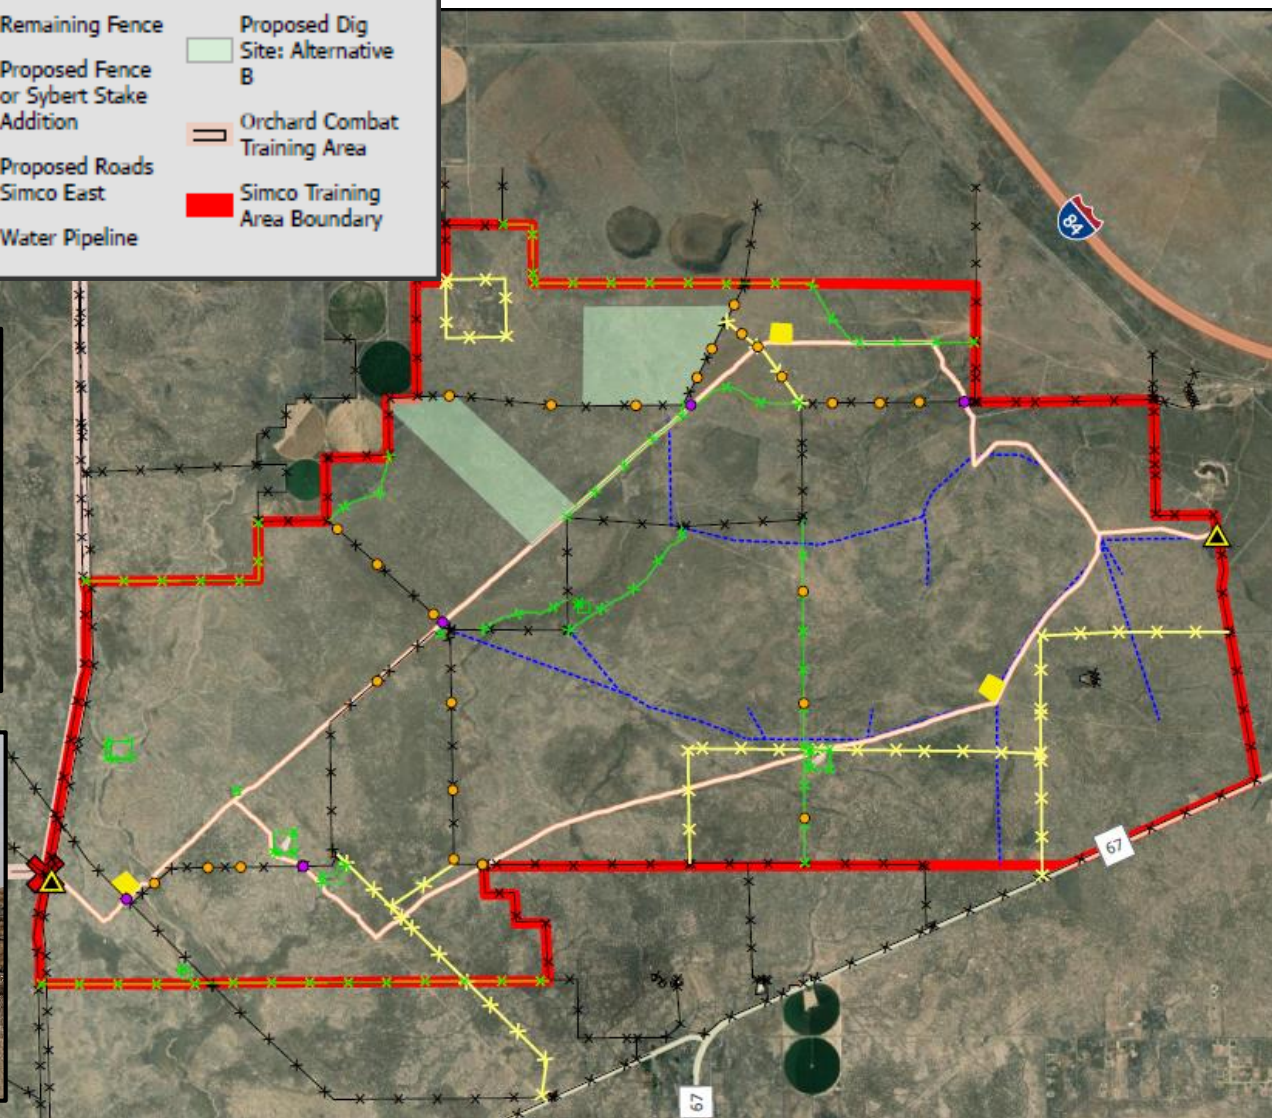 Remaining Fence
Proposed Fence
or Sybert Stake
Addition
Proposed Roads
Simco East
Water Pipeline
Proposed Dig
Site: Alternative
B
Orchard Combat
Training Area
Simco Training
Area Boundary
84
67
67